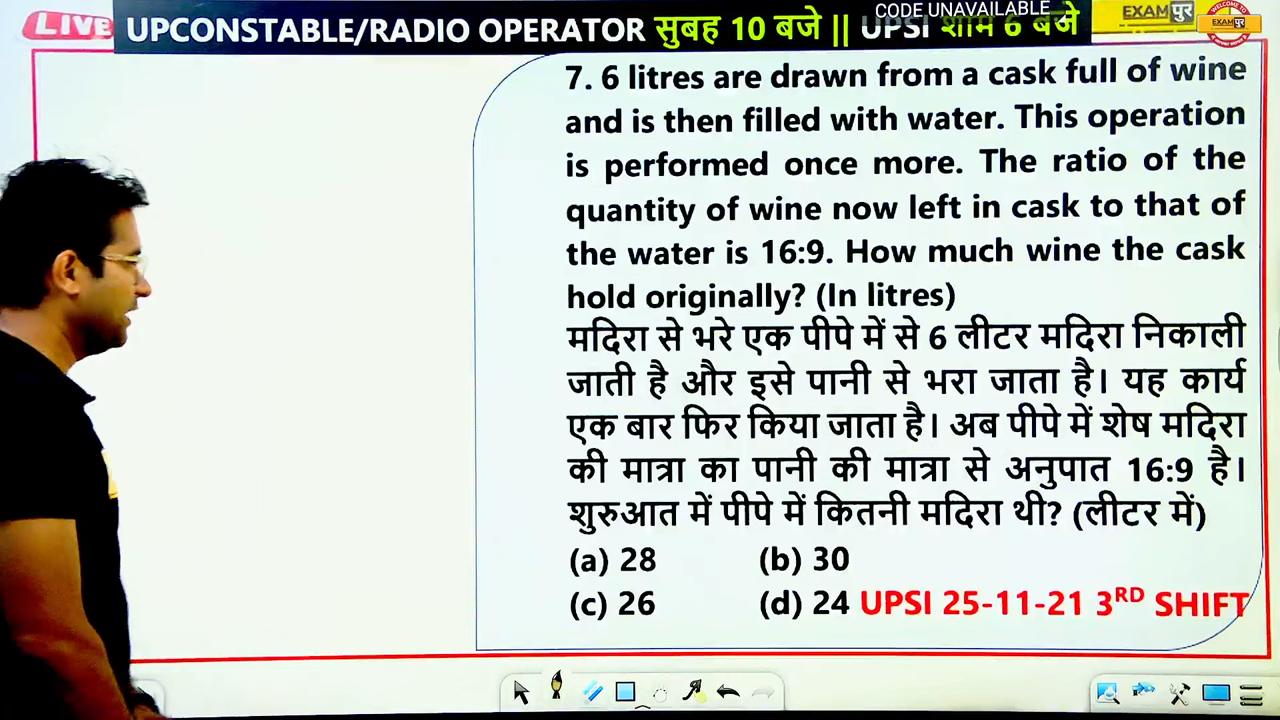 LIVE
UPCONSTABLE/RADIO OPERATOR सुबह 10 बजे || UPSI शाम 6 बजे
CODE UNAVAILABLE
EXAM पुर
WELCOME TO
EXAM पुर
7. 6 litres are drawn from a cask full of wine
and is then filled with water. This operation
is performed once more. The ratio of the
quantity of wine now left in cask to that of
the water is 16:9. How much wine the cask
hold originally? (In litres)
मदिरा से भरे एक पीपे में से 6 लीटर मदिरा निकाली
जाती है और इसे पानी से भरा जाता है। यह कार्य
एक बार फिर किया जाता है। अब पीपे में शेष मदिरा
की मात्रा का पानी की मात्रा से अनुपात 16:9 है।
शुरुआत में पीपे में कितनी मदिरा थी? (लीटर में)
(a) 28 (b) 30
(c) 26 (d) 24 UPSI 25-11-21 3RD SHIFT